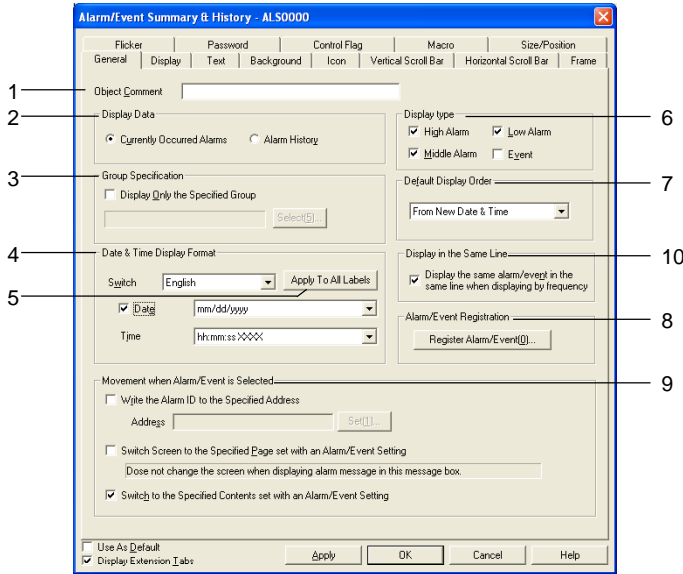 Alarm/Event Summary & History - ALS0000
Flicker Password Control Flag Macro Size/Position
General Display Text Background Icon Vertical Scroll Bar Horizontal Scroll Bar Frame
1 Object Comment
2 Display Data
Currently Occurred Alarms Alarm History
Display type 6
High Alarm Low Alarm
Middle Alarm Event
3 Group Specification
Display Only the Specified Group
Select(5)...
Default Display Order 7
From New Date & Time
4 Date & Time Display Format
Switch English Apply To All Labels
5
Date mm/dd/yyyy
Time hh:mm:ss XXXX
Display in the Same Line 10
Display the same alarm/event in the
same line when displaying by frequency
Alarm/Event Registration 8
Register Alarm/Event(0)...
Movement when Alarm/Event is Selected 9
Write the Alarm ID to the Specified Address
Address Set(1)...
Switch Screen to the Specified Page set with an Alarm/Event Setting
Dose not change the screen when displaying alarm message in this message box.
Switch to the Specified Contents set with an Alarm/Event Setting
Use As Default
Display Extension Tabs
Apply OK Cancel Help